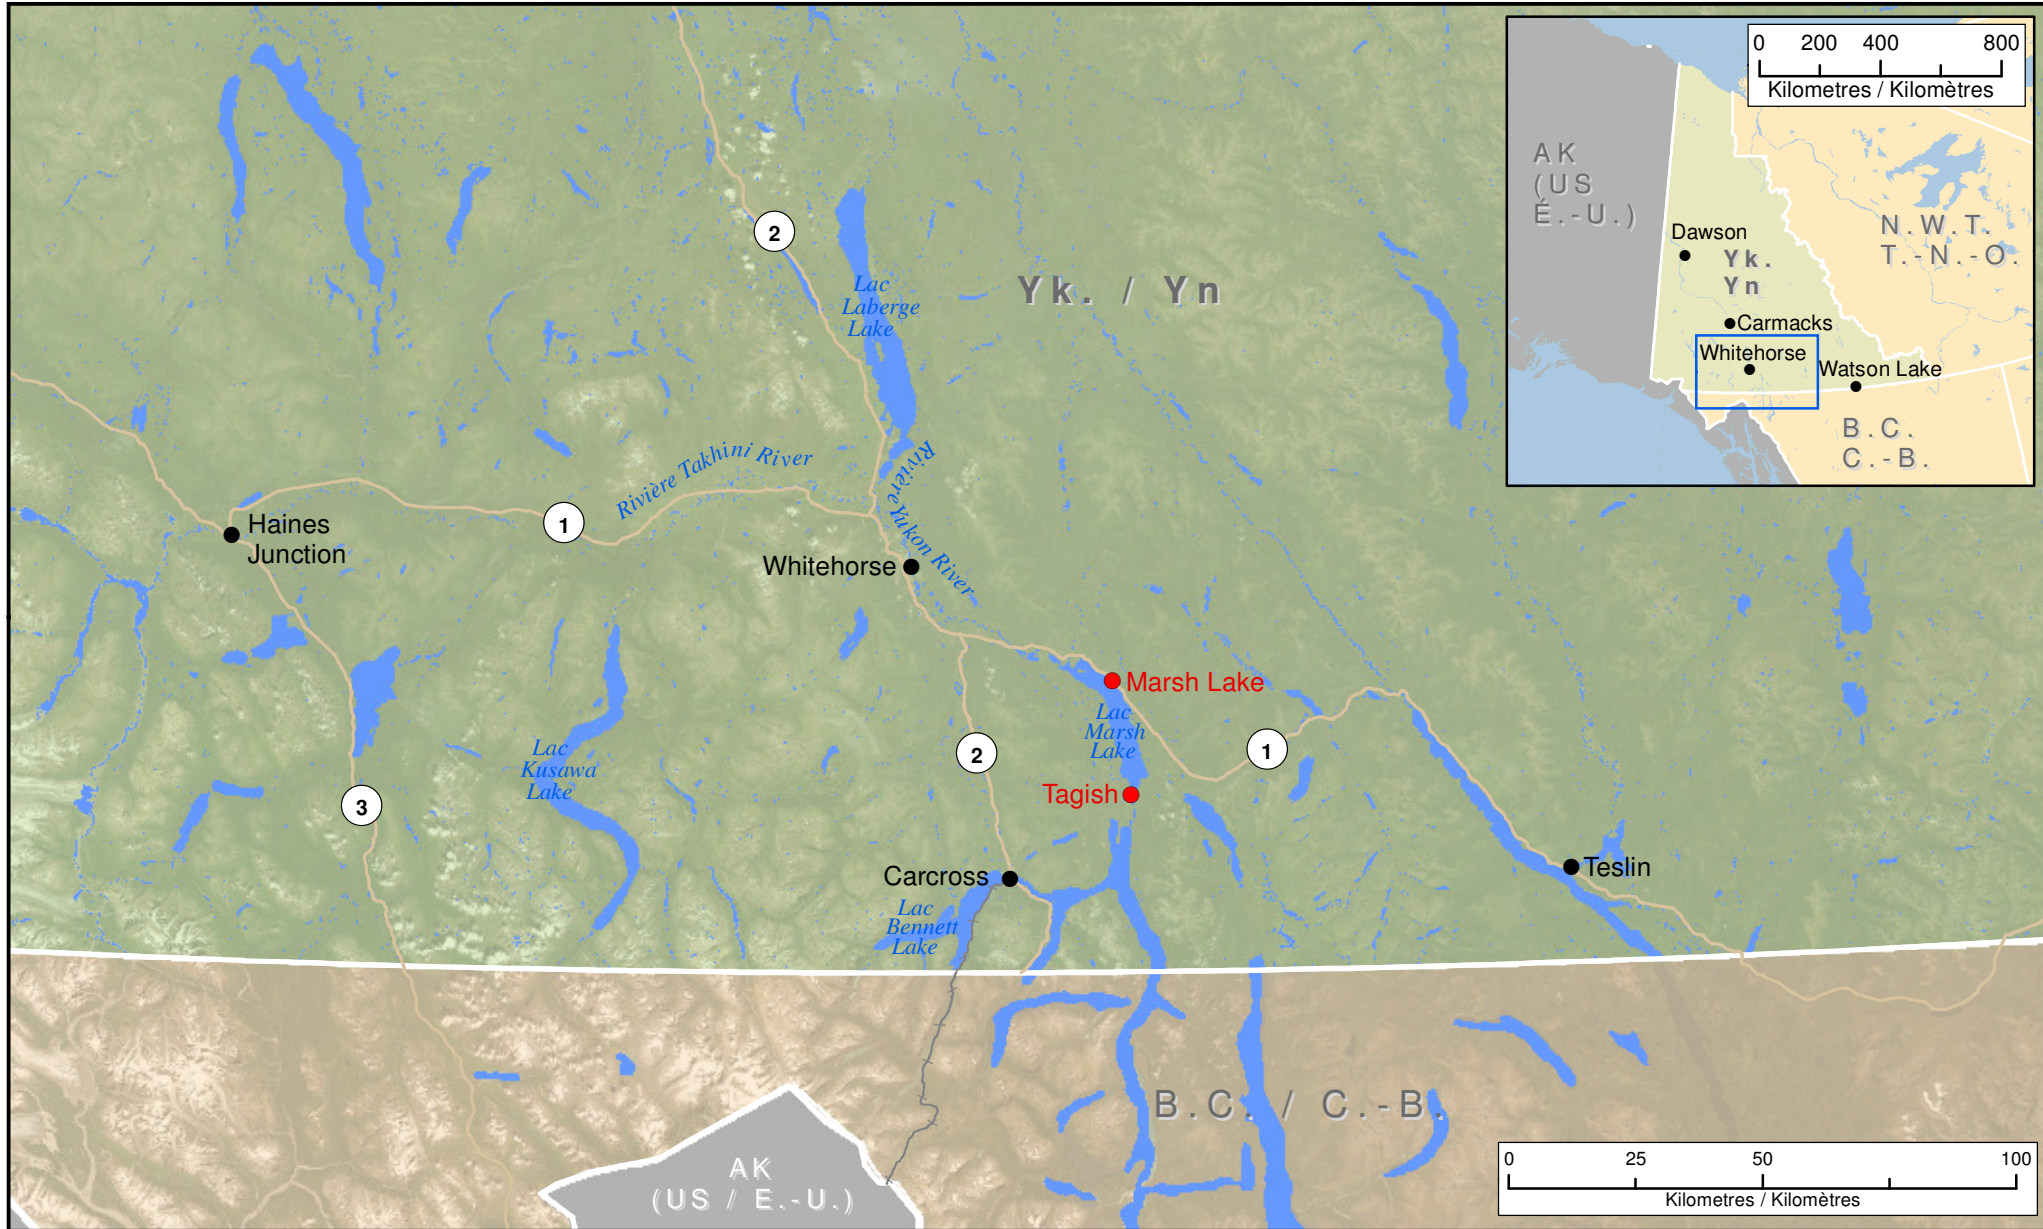 0 200 400 800
Kilometres / Kilomètres
AK
(US
É.-U.)
N.W.T.
T.-N.-O.
Dawson
Yk.
Yn
Carmacks
Whitehorse
Watson Lake
B.C.
C.-B.
2
Lac
Laberge
Lake
Yk. / Yn
Rivière Takhini River
Rivière Yukon River
Haines
Junction
1
Whitehorse
Marsh Lake
Lac
Marsh
Lake
Lac
Kusawa
Lake
2
1
Tagish
3
Carcross
Teslin
Lac
Bennett
Lake
B.C. / C.-B.
AK
(US / E.-U.)
0 25 50 100
Kilometres / Kilomètres